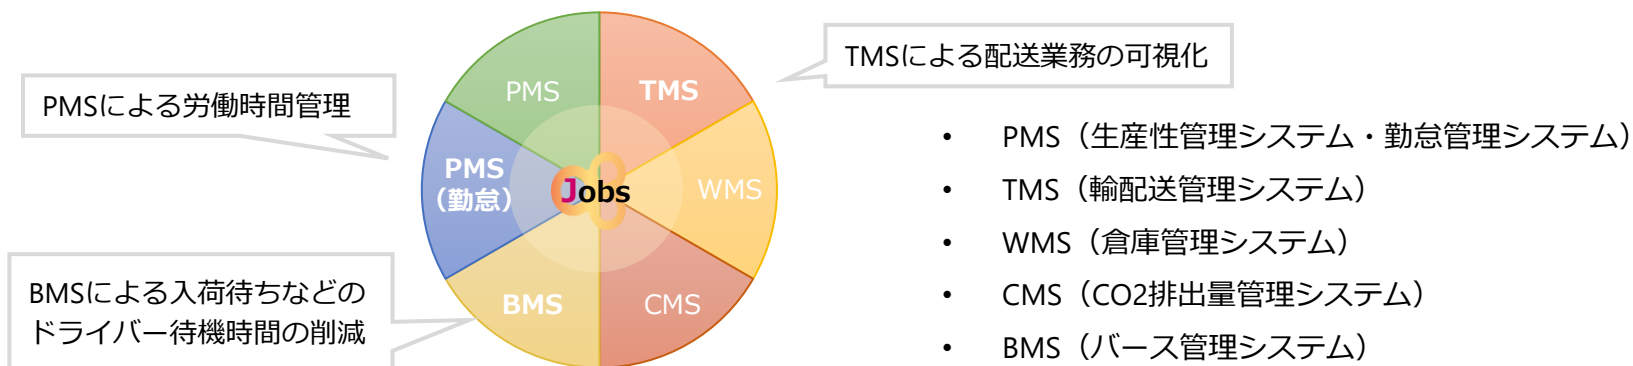 TMSによる配送業務の可視化
PMSによる労働時間管理
BMSによる入荷待ちなどの
ドライバー待機時間の削減
PMS
TMS
PMS
（勤怠）
Jobs
WMS
BMS
CMS
• PMS（生産性管理システム・勤怠管理システム）
• TMS（輸配送管理システム）
• WMS（倉庫管理システム）
• CMS（CO2排出量管理システム）
• BMS（バース管理システム）